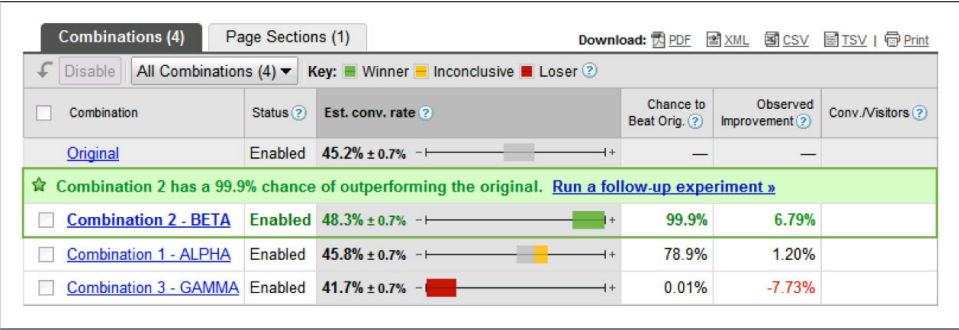 Combinations (4) Page Sections (1) Download: PDF XML CSV TSV | Print
Disable All Combinations (4) ▼ Key: Winner Inconclusive Loser ?
Combination Status ? Est. conv. rate ? Chance to Beat Orig. ? Observed Improvement ? Conv./Visitors ?
Original Enabled 45.2% ± 0.7% - + — —
Combination 2 has a 99.9% chance of outperforming the original. Run a follow-up experiment »
Combination 2 - BETA Enabled 48.3% ± 0.7% - + 99.9% 6.79%
Combination 1 - ALPHA Enabled 45.8% ± 0.7% - + 78.9% 1.20%
Combination 3 - GAMMA Enabled 41.7% ± 0.7% - + 0.01% -7.73%